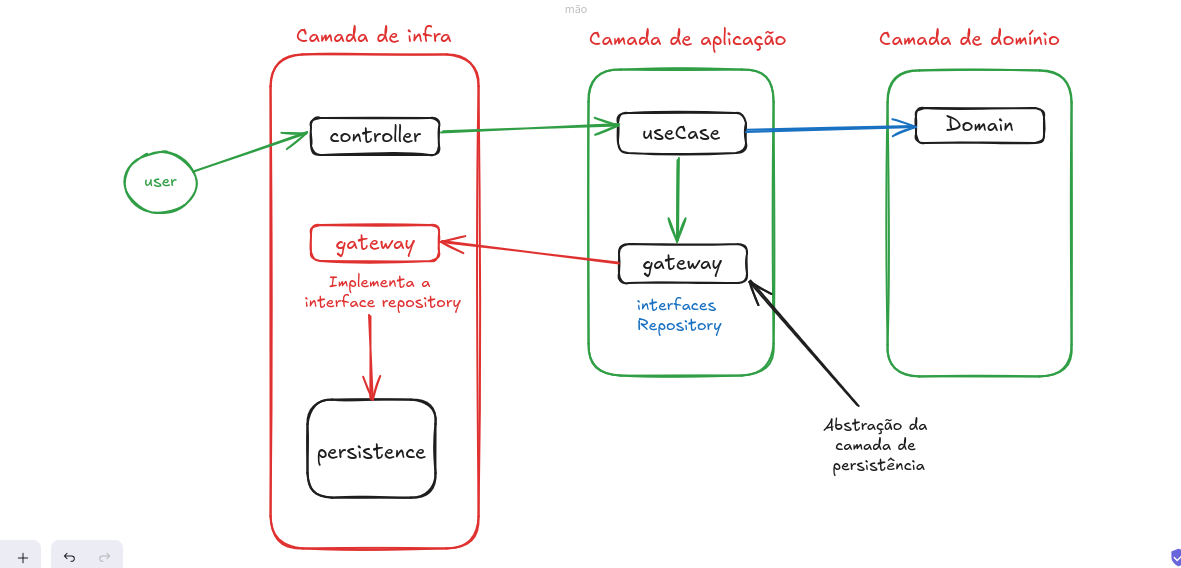 mão
Camada de infra
Camada de aplicação
Camada de domínio
controller
useCase
Domain
user
gateway
Implementa a
interface repository
gateway
interfaces
Repository
persistence
Abstração da
camada de
persistência